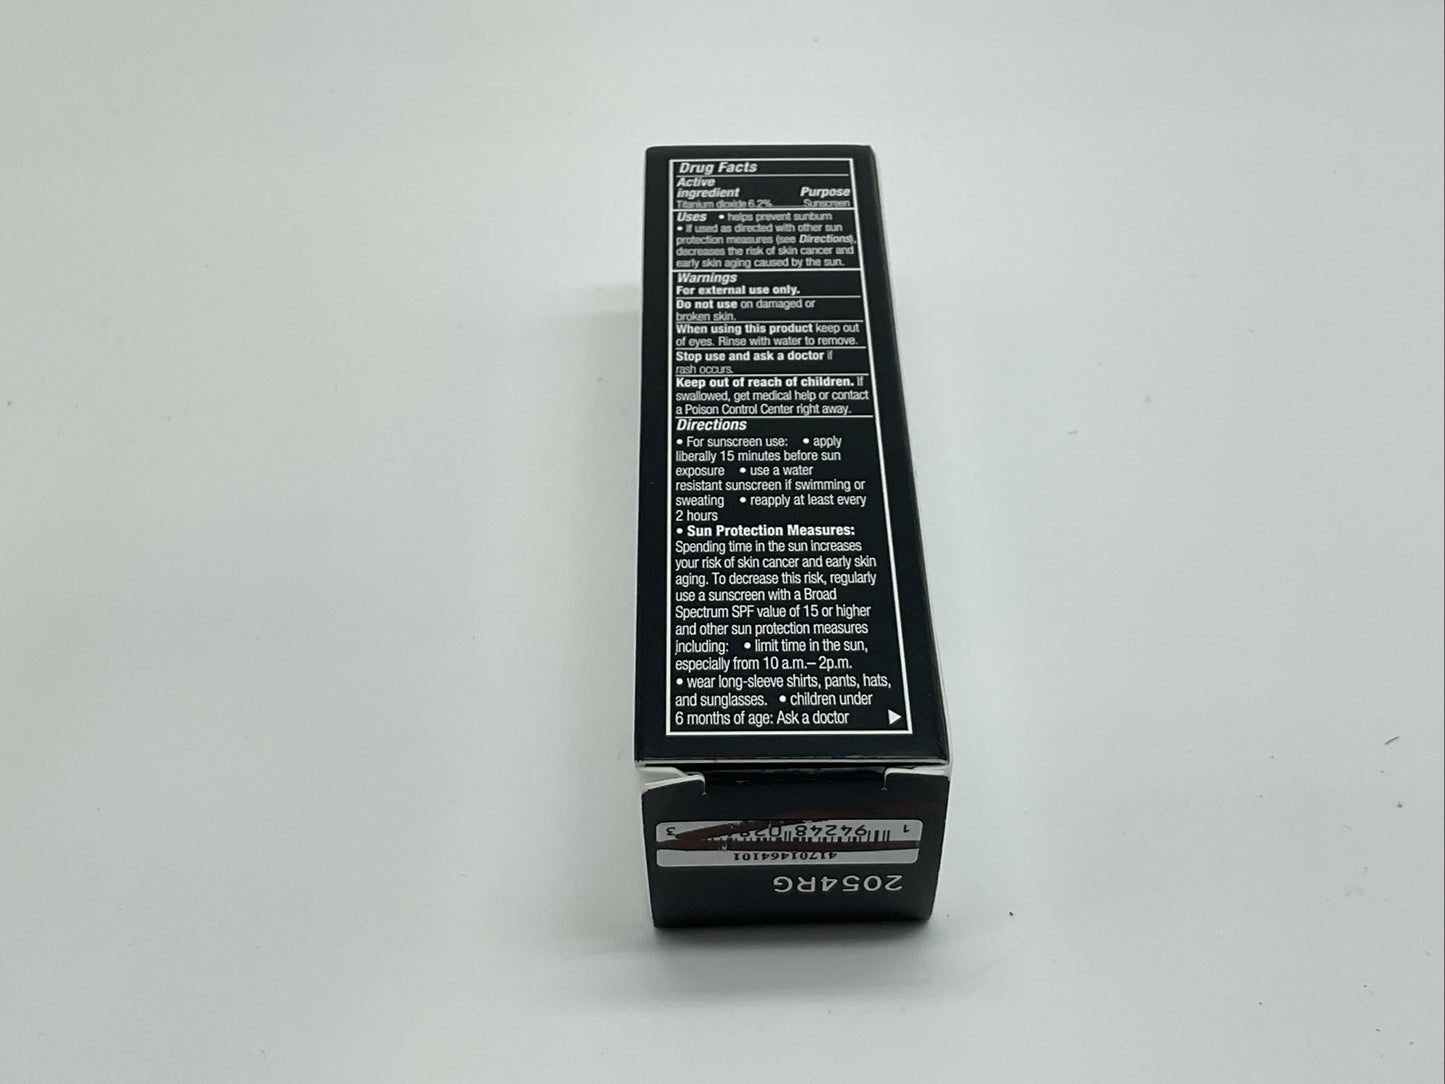 Drug Facts
Active
ingredient Purpose
Titanium dioxide 6.2% Sunscreen
Uses • helps prevent sunburn
• if used as directed with other sun
protection measures (see Directions),
decreases the risk of skin cancer and
early skin aging caused by the sun.
Warnings
For external use only.
Do not use on damaged or
broken skin.
When using this product keep out
of eyes. Rinse with water to remove.
Stop use and ask a doctor if
rash occurs.
Keep out of reach of children. If
swallowed, get medical help or contact
a Poison Control Center right away.
Directions
• For sunscreen use: • apply
liberally 15 minutes before sun
exposure • use a water
resistant sunscreen if swimming or
sweating • reapply at least every
2 hours
• Sun Protection Measures:
Spending time in the sun increases
your risk of skin cancer and early skin
aging. To decrease this risk, regularly
use a sunscreen with a Broad
Spectrum SPF value of 15 or higher
and other sun protection measures
including: • limit time in the sun,
especially from 10 a.m.– 2p.m.
• wear long-sleeve shirts, pants, hats,
and sunglasses. • children under
6 months of age: Ask a doctor
2054RG
41701464101
1 94248 3